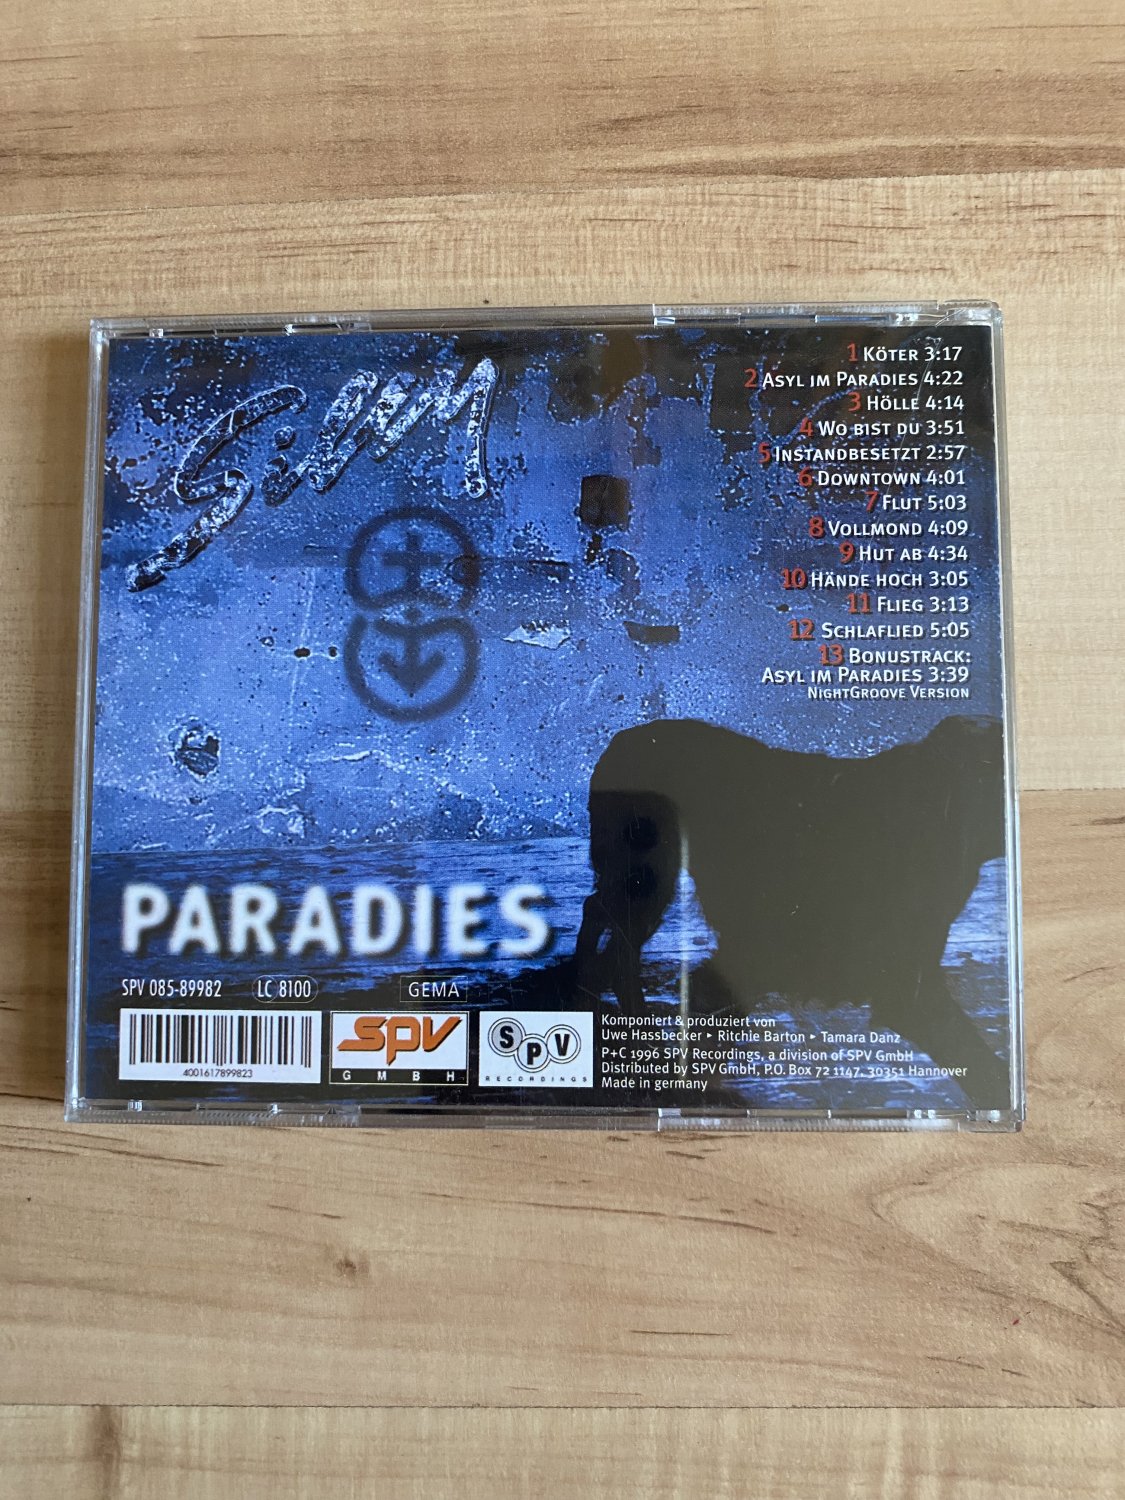 Silly
1 Köter 3:17
2 Asyl im Paradies 4:22
3 Hölle 4:14
4 Wo bist du 3:51
5 Instandbesetzt 2:57
6 Downtown 4:01
7 Flut 5:03
8 Vollmond 4:09
9 Hut ab 4:34
10 Hände hoch 3:05
11 Flieg 3:13
12 Schlaflied 5:05
13 Bonustrack:
Asyl im Paradies 3:39
NightGroove Version
PARADIES
SPV 085-89982 LC 8100 GEMA
4001617899823
SPV
GMBH
SPV
RECORDINGS
Komponiert & produziert von
Uwe Hassbecker ▸ Ritchie Barton ▸ Tamara Danz
P+C 1996 SPV Recordings, a division of SPV GmbH
Distributed by SPV GmbH, P.O. Box 72 1147, 30351 Hannover
Made in germany